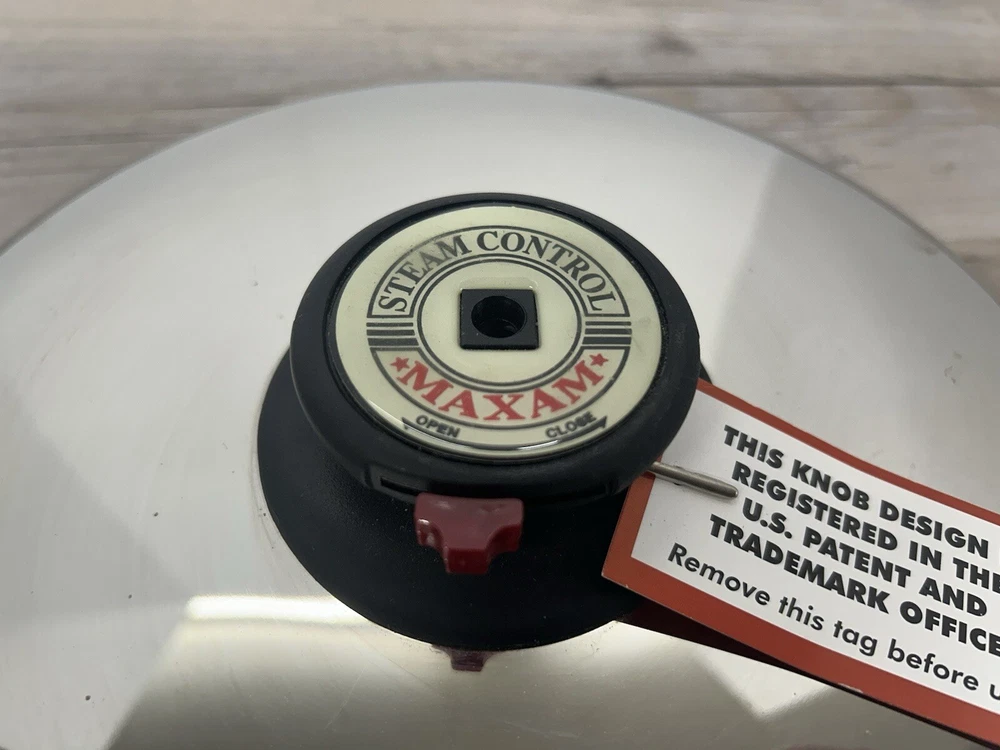 STEAM CONTROL
MAXAM
OPEN CLOSE
THIS KNOB DESIGN
REGISTERED IN THE
U.S. PATENT AND
TRADEMARK OFFICE
Remove this tag before